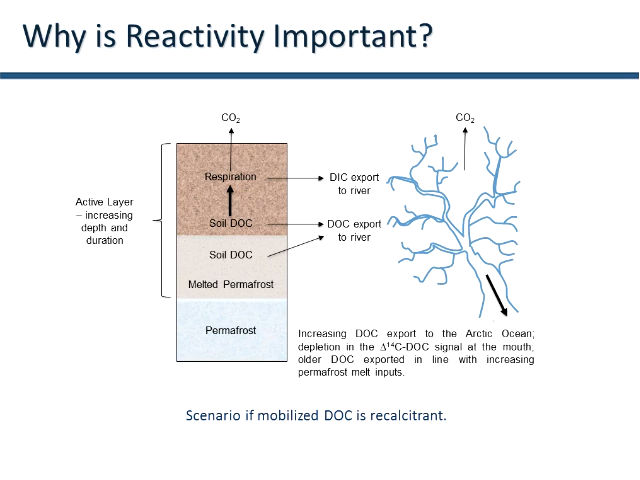 Why is Reactivity Important?
CO₂
CO₂
Respiration
DIC export
to river
Active Layer
– increasing
depth and
duration
Soil DOC
DOC export
to river
Soil DOC
Melted Permafrost
Permafrost
Increasing DOC export to the Arctic Ocean;
depletion in the Δ¹⁴C-DOC signal at the mouth;
older DOC exported in line with increasing
permafrost melt inputs.
Scenario if mobilized DOC is recalcitrant.